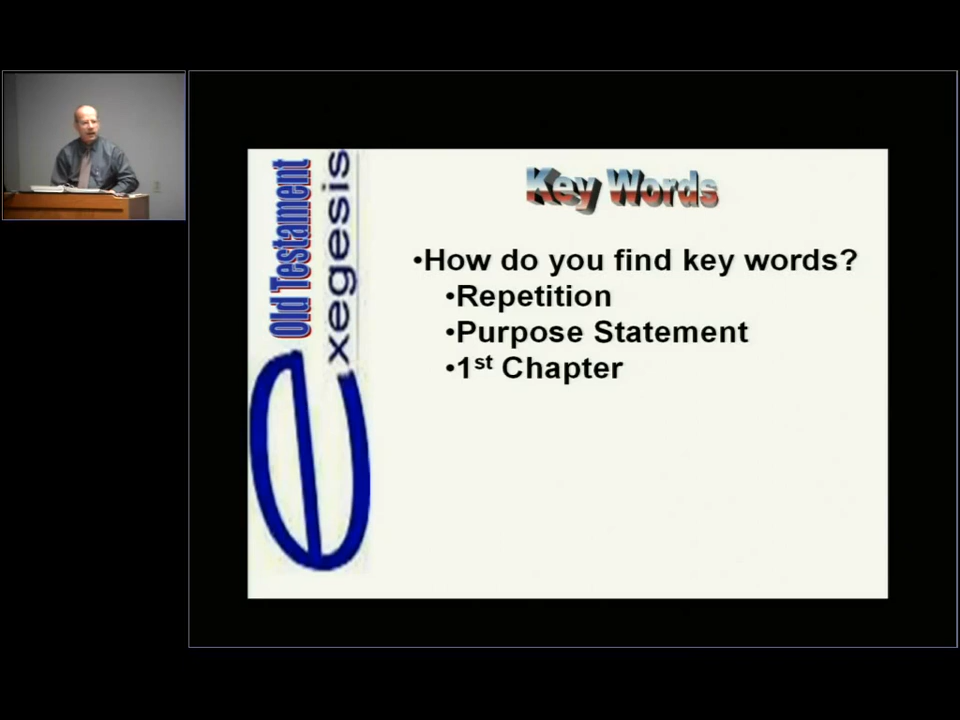 Old Testament
exegesis
Key Words
•How do you find key words?
•Repetition
•Purpose Statement
•1st Chapter